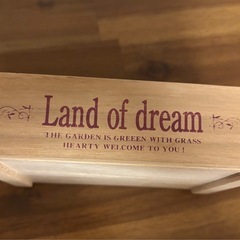 Land of dream
THE GARDEN IS GREEEN WITH GRASS
HEARTY WELCOME TO YOU!